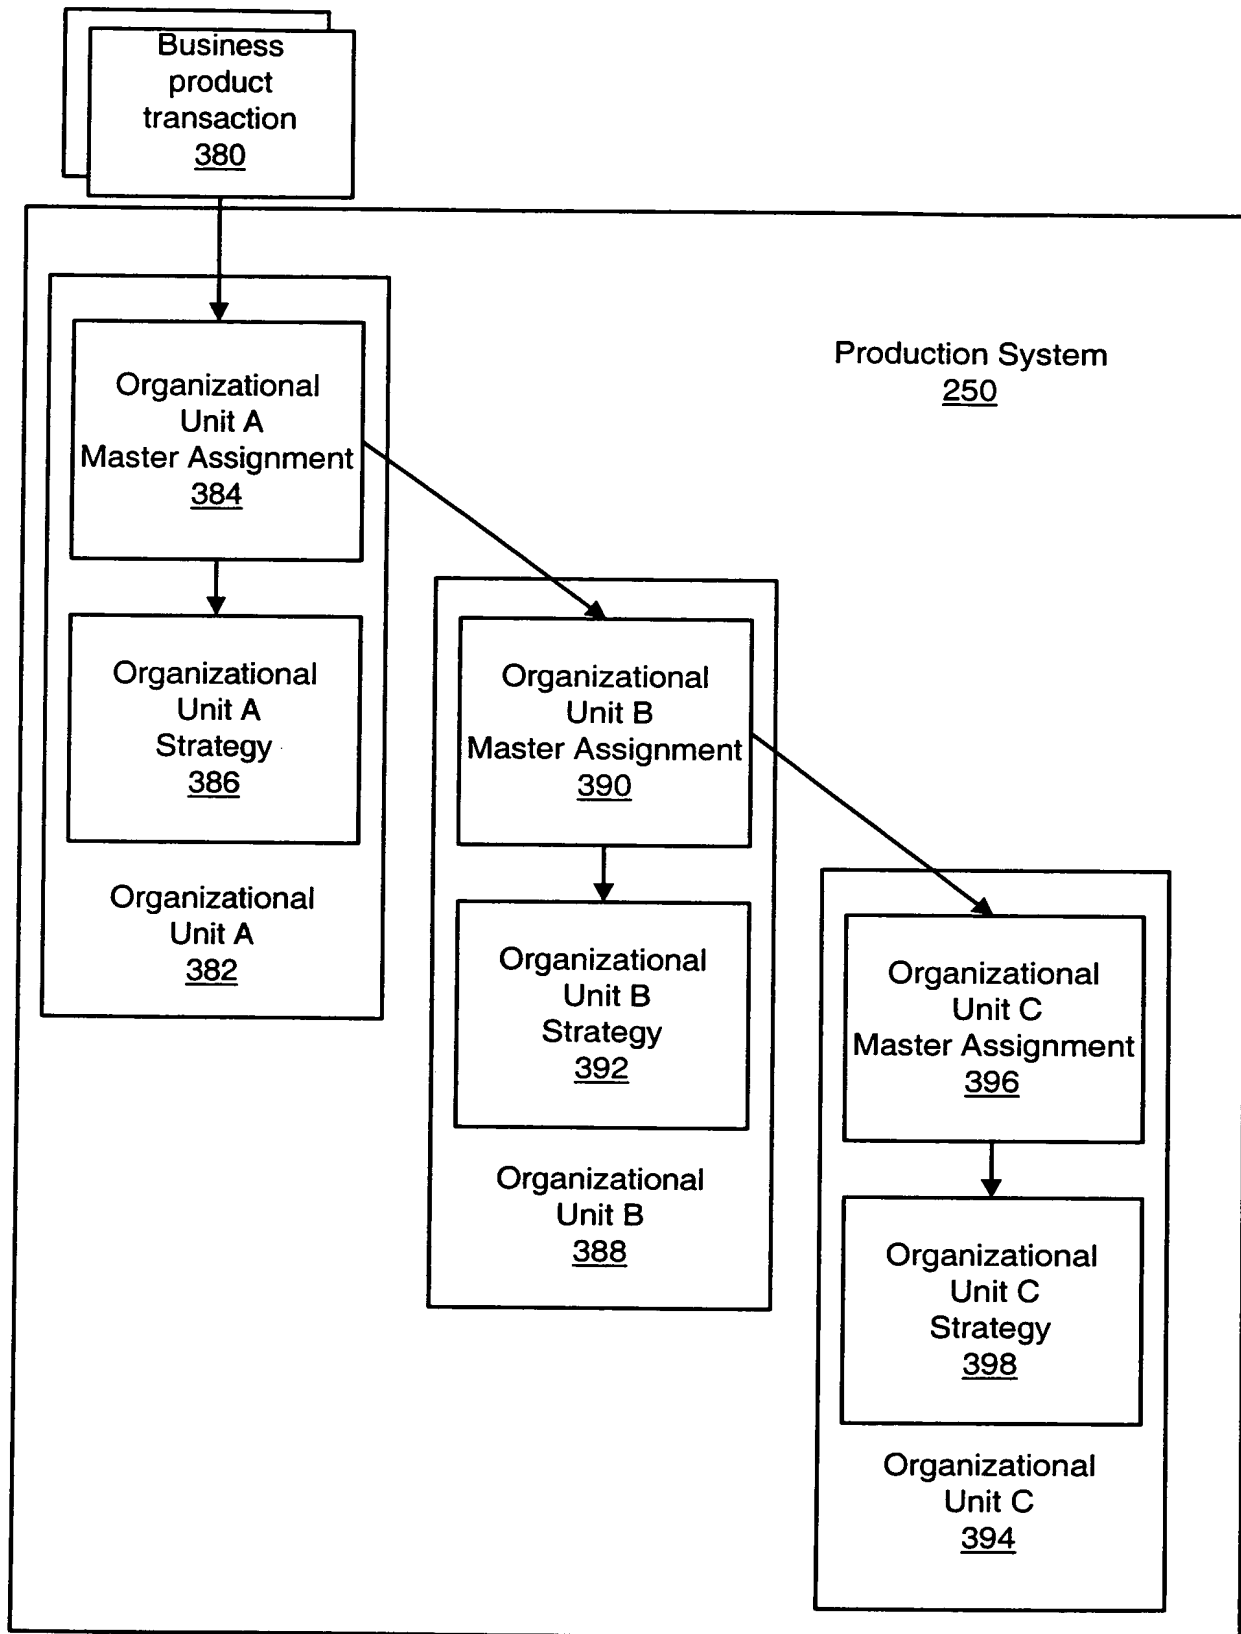 Business
product
transaction
380
Production System
250
Organizational
Unit A
Master Assignment
384
Organizational
Unit A
Strategy
386
Organizational
Unit A
382
Organizational
Unit B
Master Assignment
390
Organizational
Unit B
Strategy
392
Organizational
Unit B
388
Organizational
Unit C
Master Assignment
396
Organizational
Unit C
Strategy
398
Organizational
Unit C
394